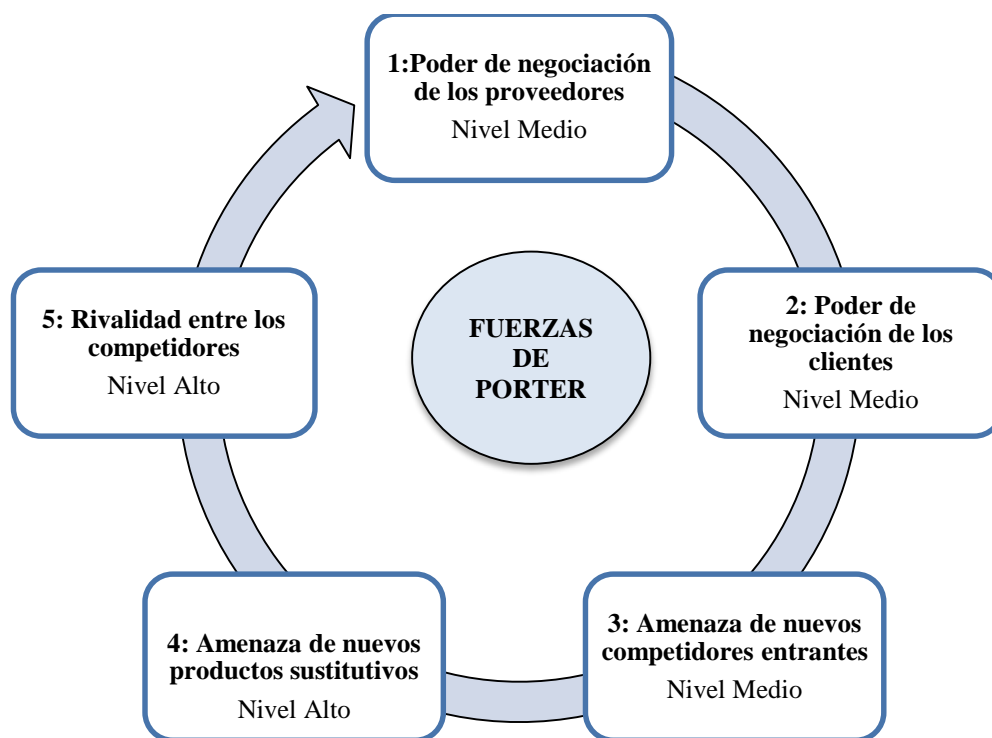 1:Poder de negociación
de los proveedores
Nivel Medio
2: Poder de
negociación de los
clientes
Nivel Medio
3: Amenaza de nuevos
competidores entrantes
Nivel Medio
4: Amenaza de nuevos
productos sustitutivos
Nivel Alto
5: Rivalidad entre los
competidores
Nivel Alto
FUERZAS
DE
PORTER